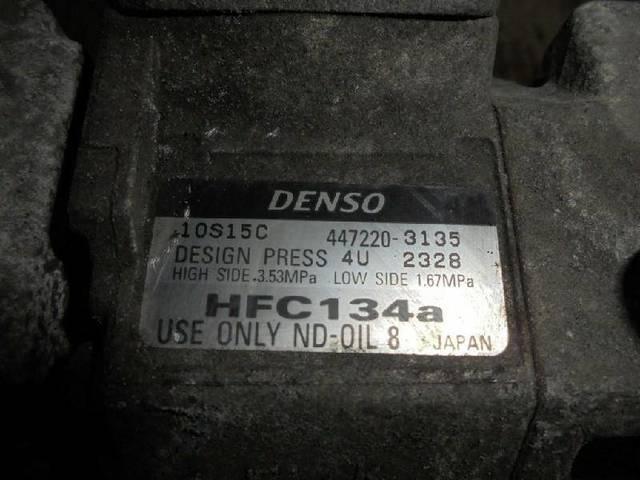 DENSO
10S15C 447220-3135
DESIGN PRESS 4U 2328
HIGH SIDE 3.53MPa LOW SIDE 1.67MPa
HFC134a
USE ONLY ND-OIL 8 JAPAN